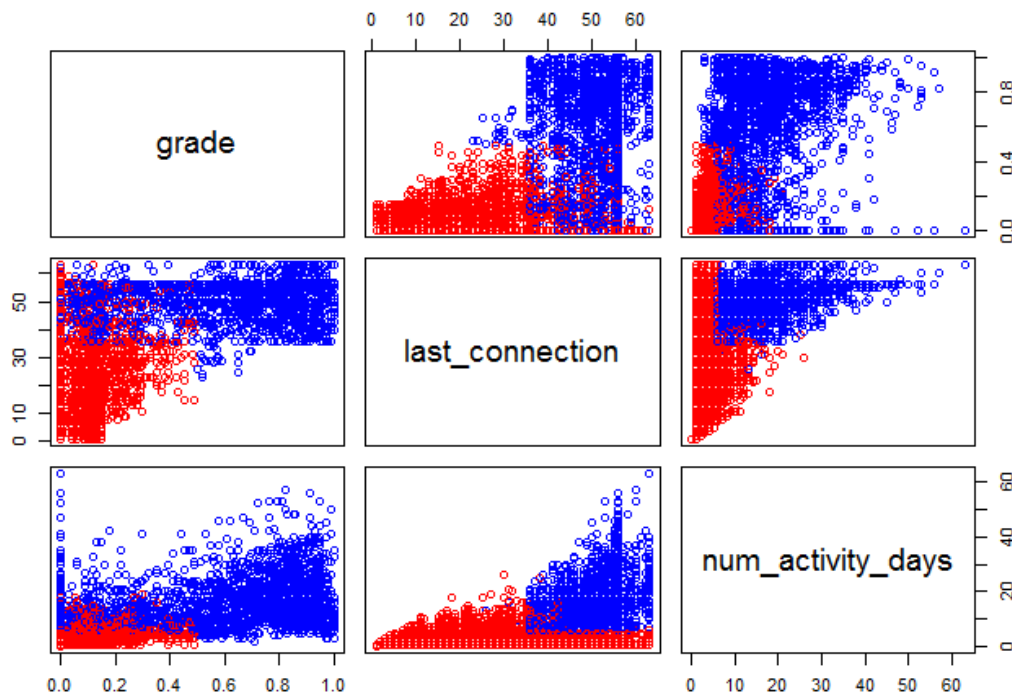 0 10 20 30 40 50 60
grade
0.0 0.4 0.8
0 10 30 50
last_connection
num_activity_days
0 20 40 60
0.0 0.2 0.4 0.6 0.8 1.0
0 10 20 30 40 50 60